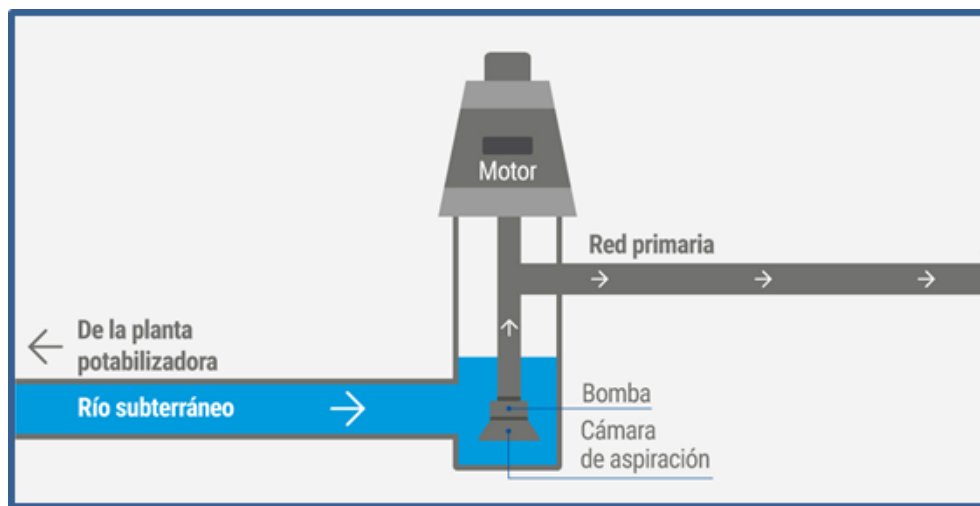 Motor
Red primaria
De la planta
potabilizadora
Río subterráneo
Bomba
Cámara
de aspiración